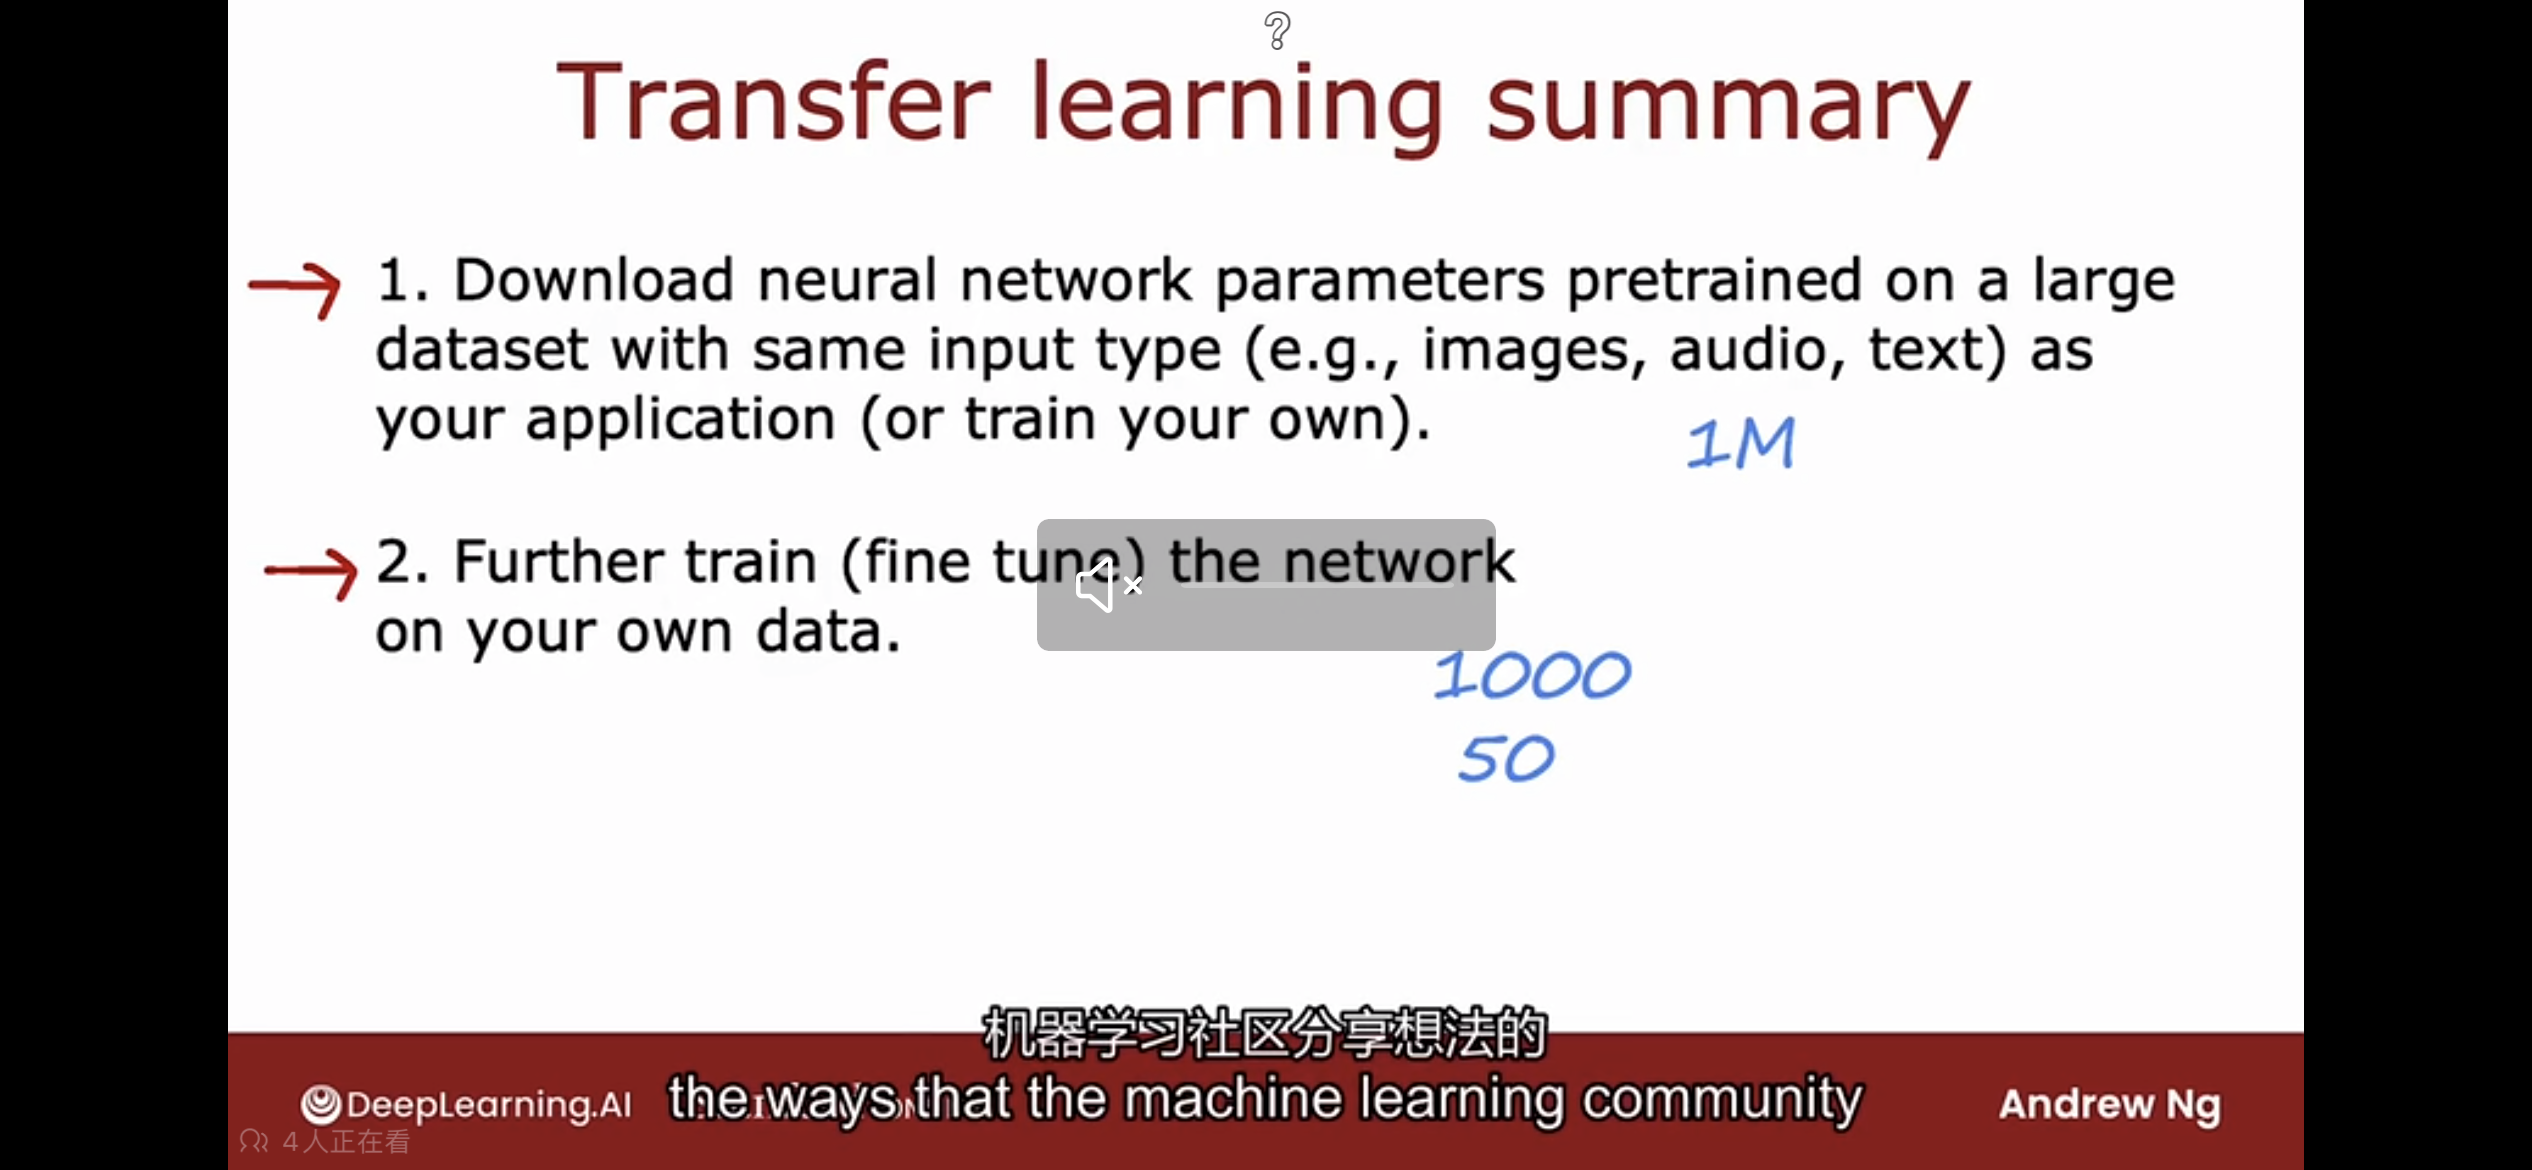 Transfer learning summary
1. Download neural network parameters pretrained on a large
dataset with same input type (e.g., images, audio, text) as
your application (or train your own).
1M
2. Further train (fine tune) the network
on your own data.
1000
50
机器学习社区分享想法的
the ways that the machine learning community
DeepLearning.AI
Andrew Ng
4人正在看